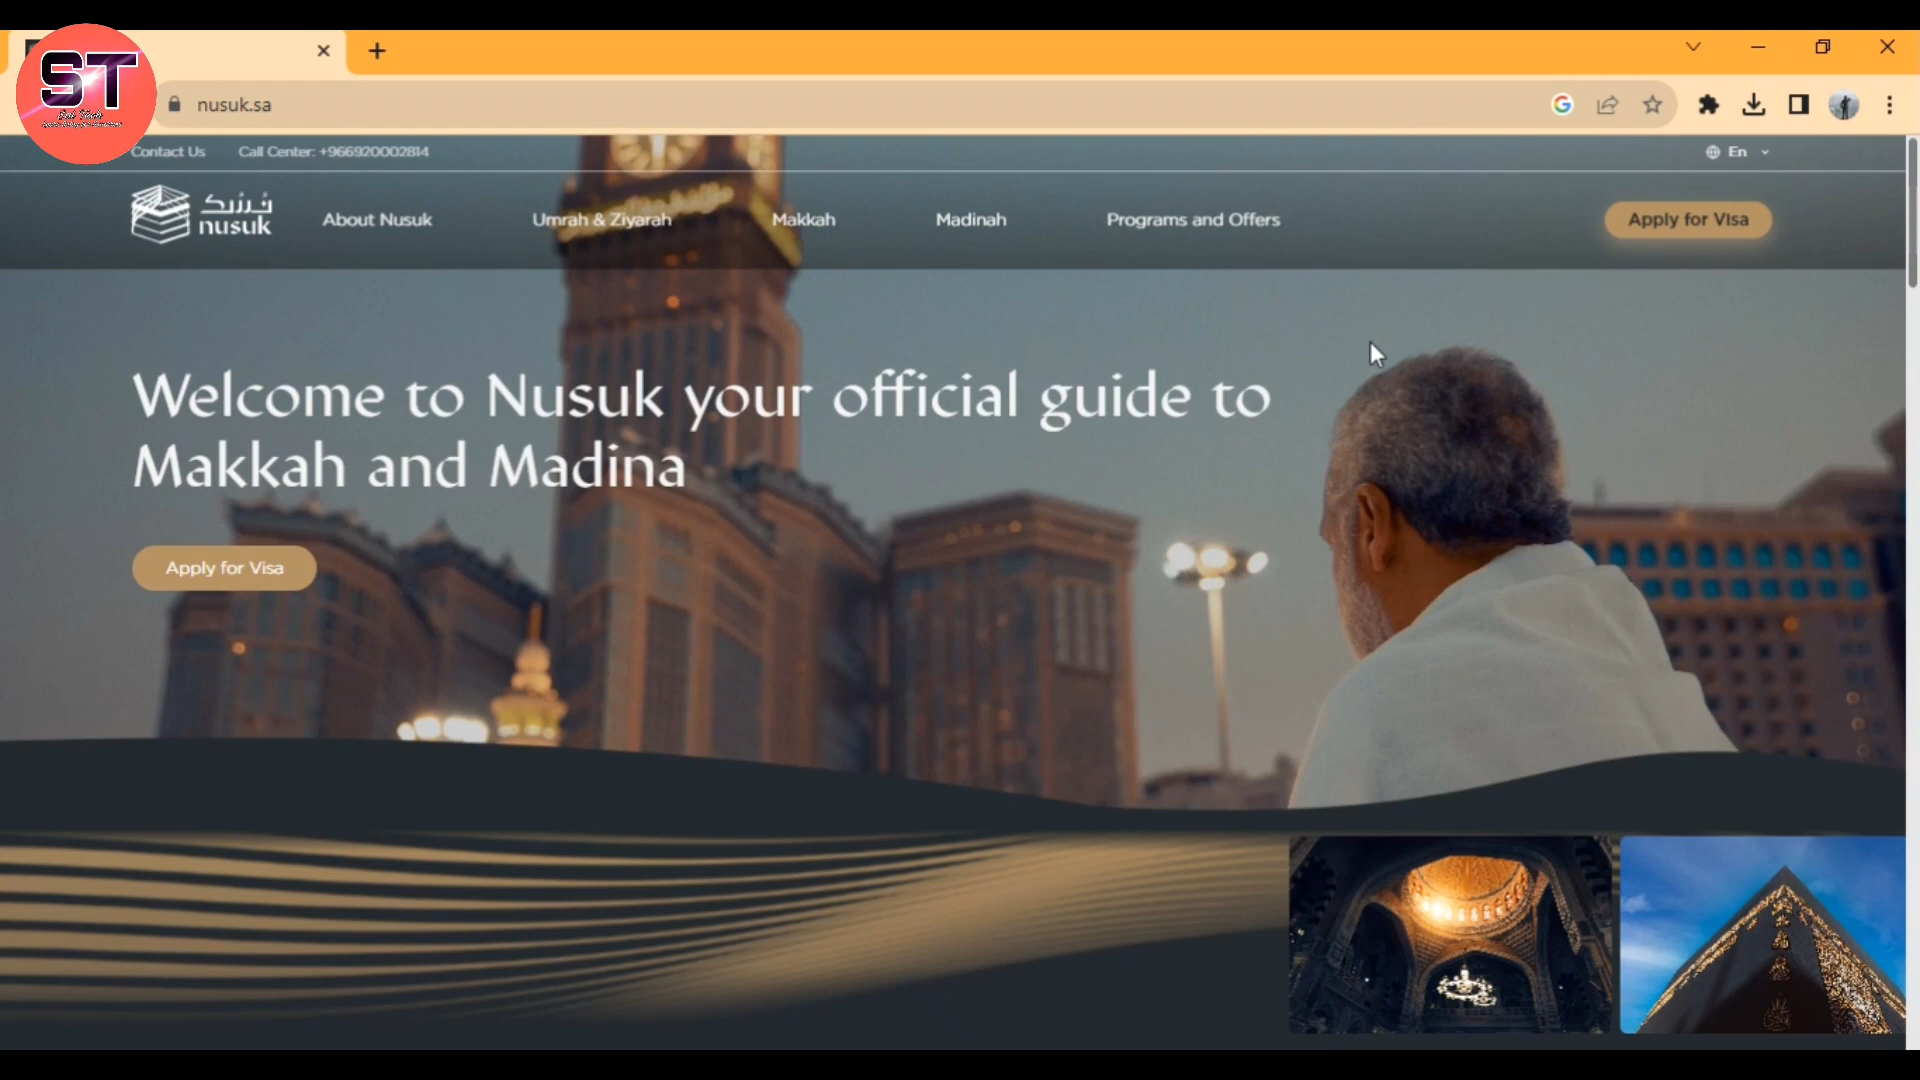 ST
nusuk.sa
Contact Us
Call Center: +966920002814
En
نسك
nusuk
About Nusuk
Umrah & Ziyarah
Makkah
Madinah
Programs and Offers
Apply for VIsa
Welcome to Nusuk your official guide to
Makkah and Madina
Apply for Visa